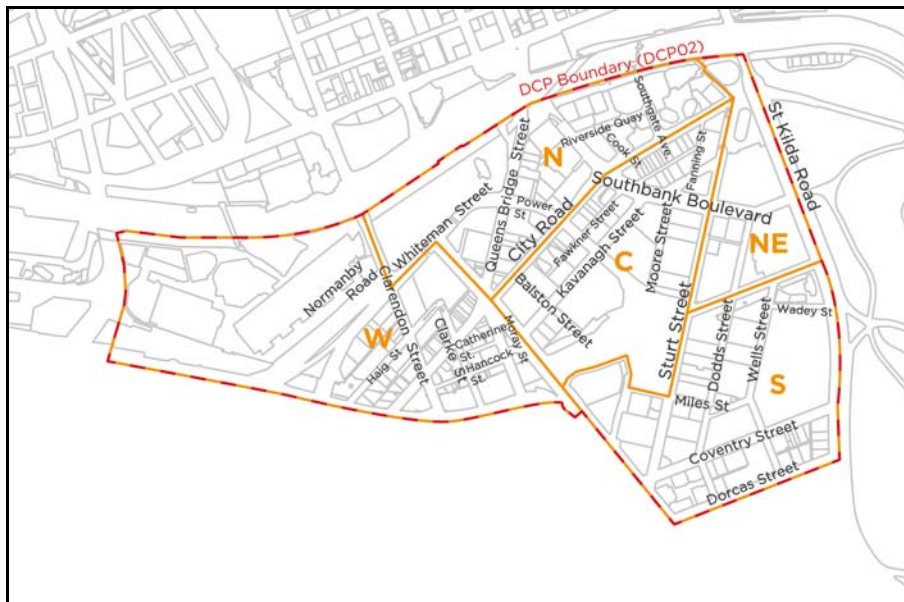 DCP Boundary (DCP02)
St Kilda Road
Southgate Ave.
Riverside Quay
Cook St.
Fanning St
N
Queens Bridge Street
Power
St
City Road
Southbank Boulevard
Whiteman Street
Normanby
Road
Clarendon Street
Fawkner Street
Kavanagh Street
Moore Street
C
NE
Balston Street
Sturt Street
W
Haig St
Clarke St
Catherine
St.
Hancock
St.
Moray St
Dodds Street
Wells Street
Wadey St
S
Miles St
Coventry Street
Dorcas Street